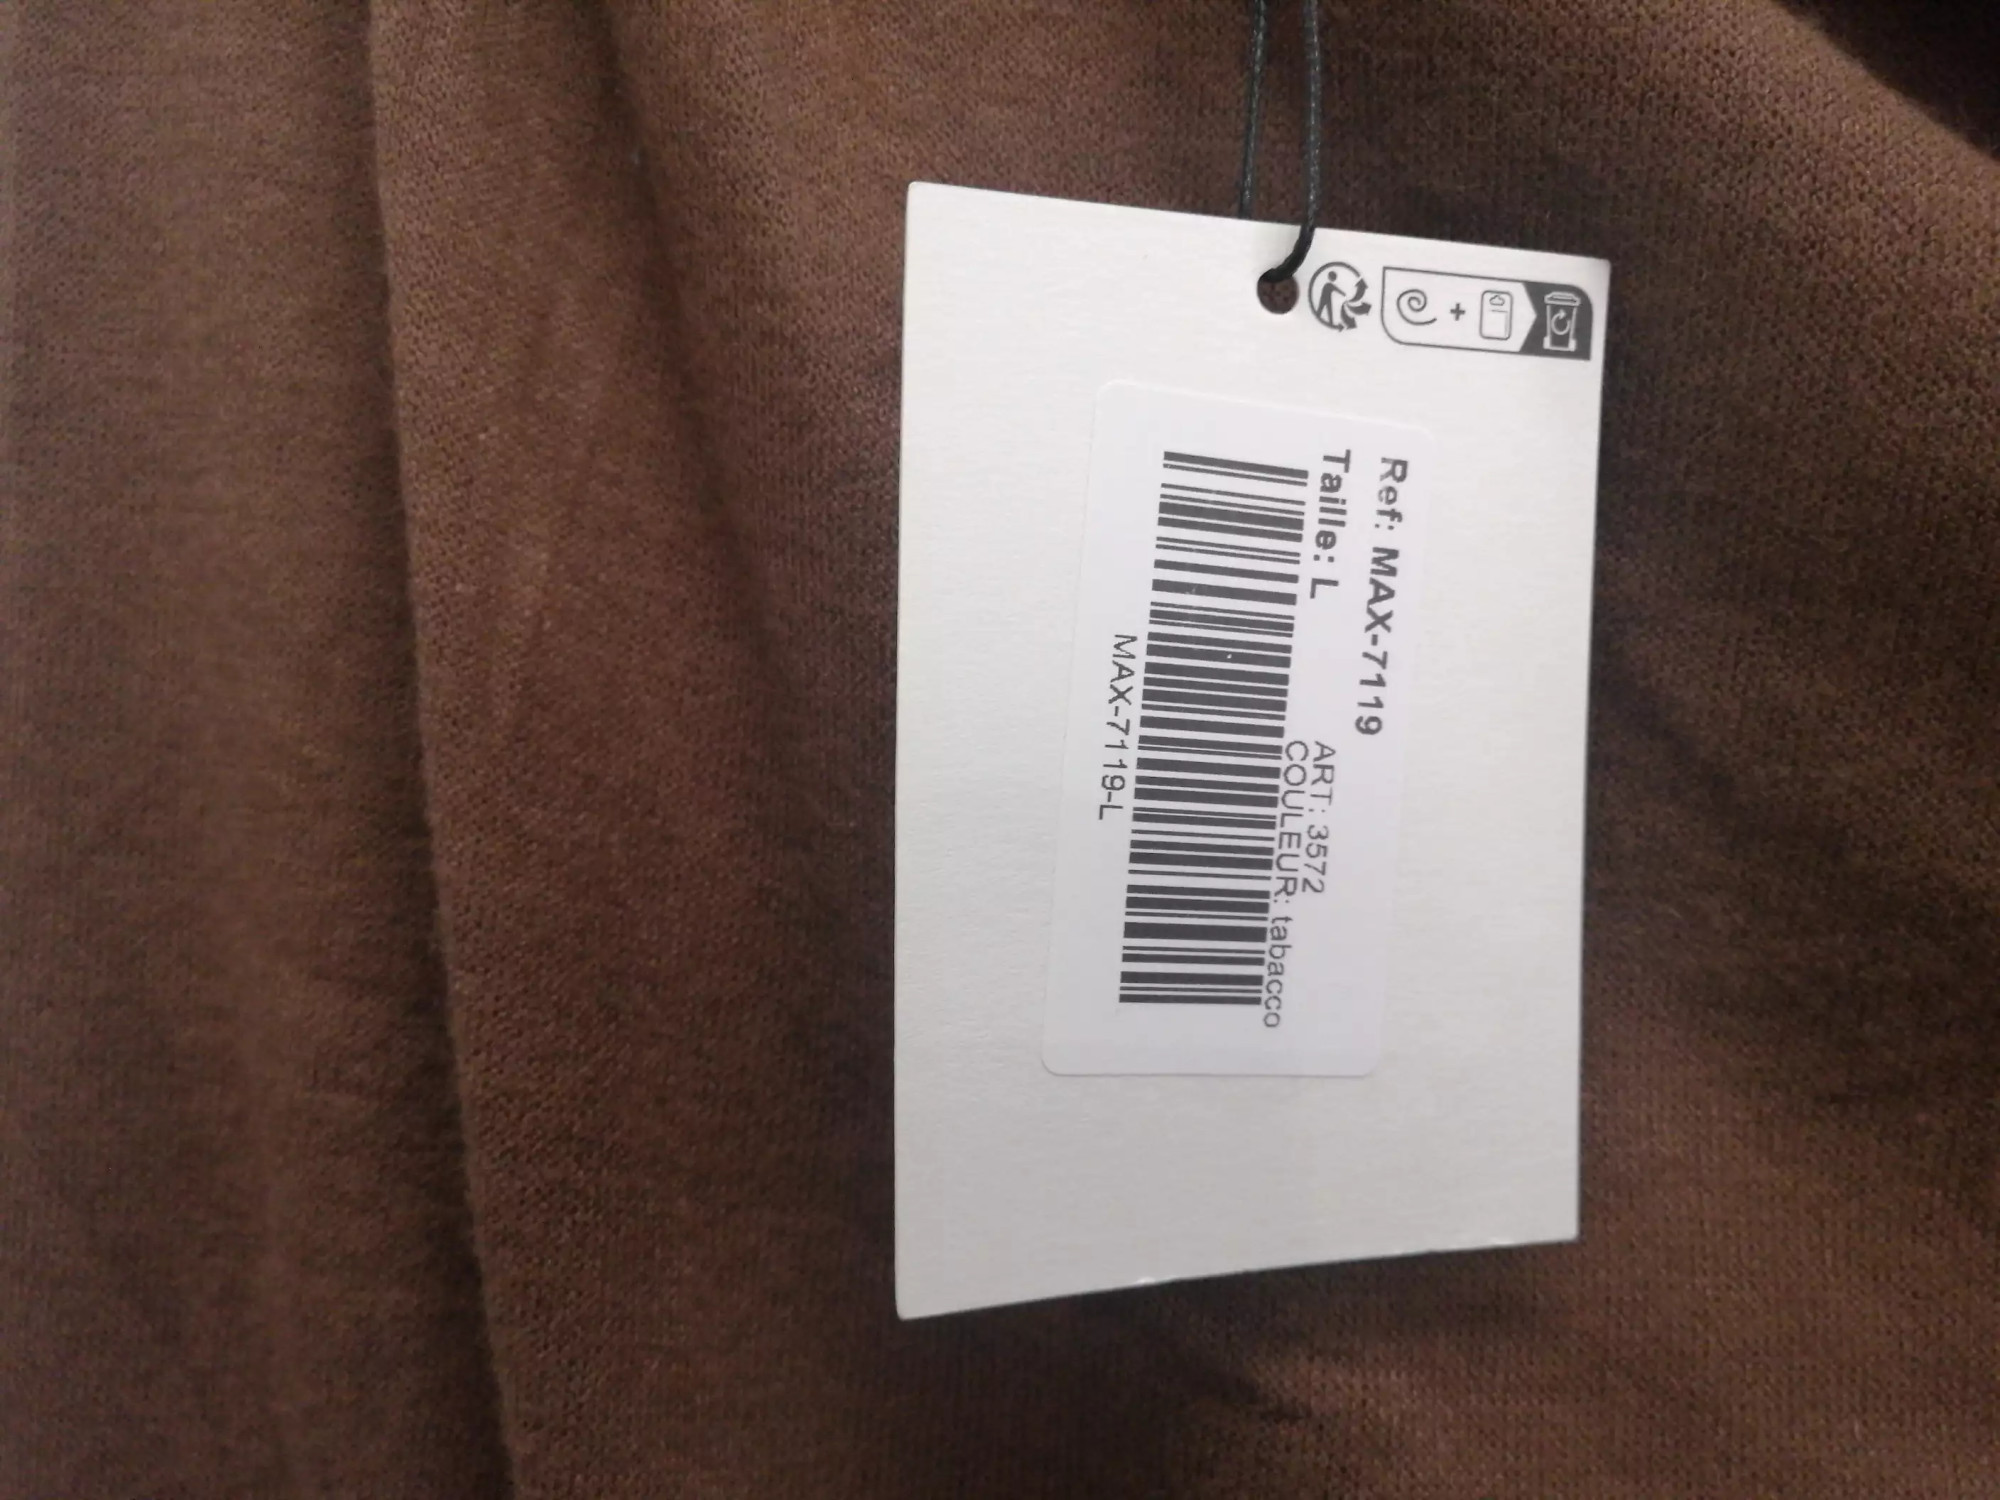 Ref: MAX-7119
Taille: L
ART: 3572
COULEUR: tabacco
MAX-7119-L